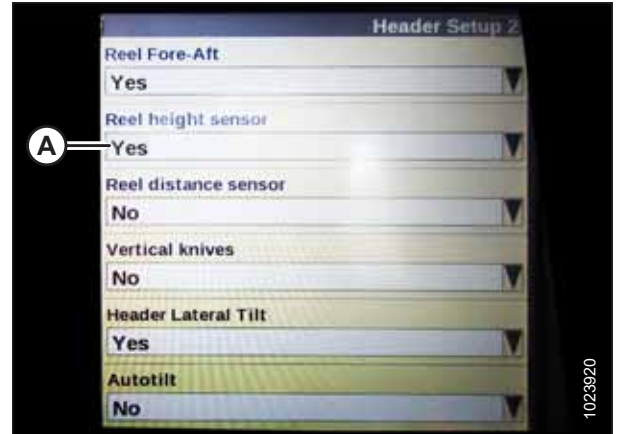 Header Setup 2
Reel Fore-Aft
Yes
Reel height sensor
A
Yes
Reel distance sensor
No
Vertical knives
No
Header Lateral Tilt
Yes
Autotilt
No
1023920